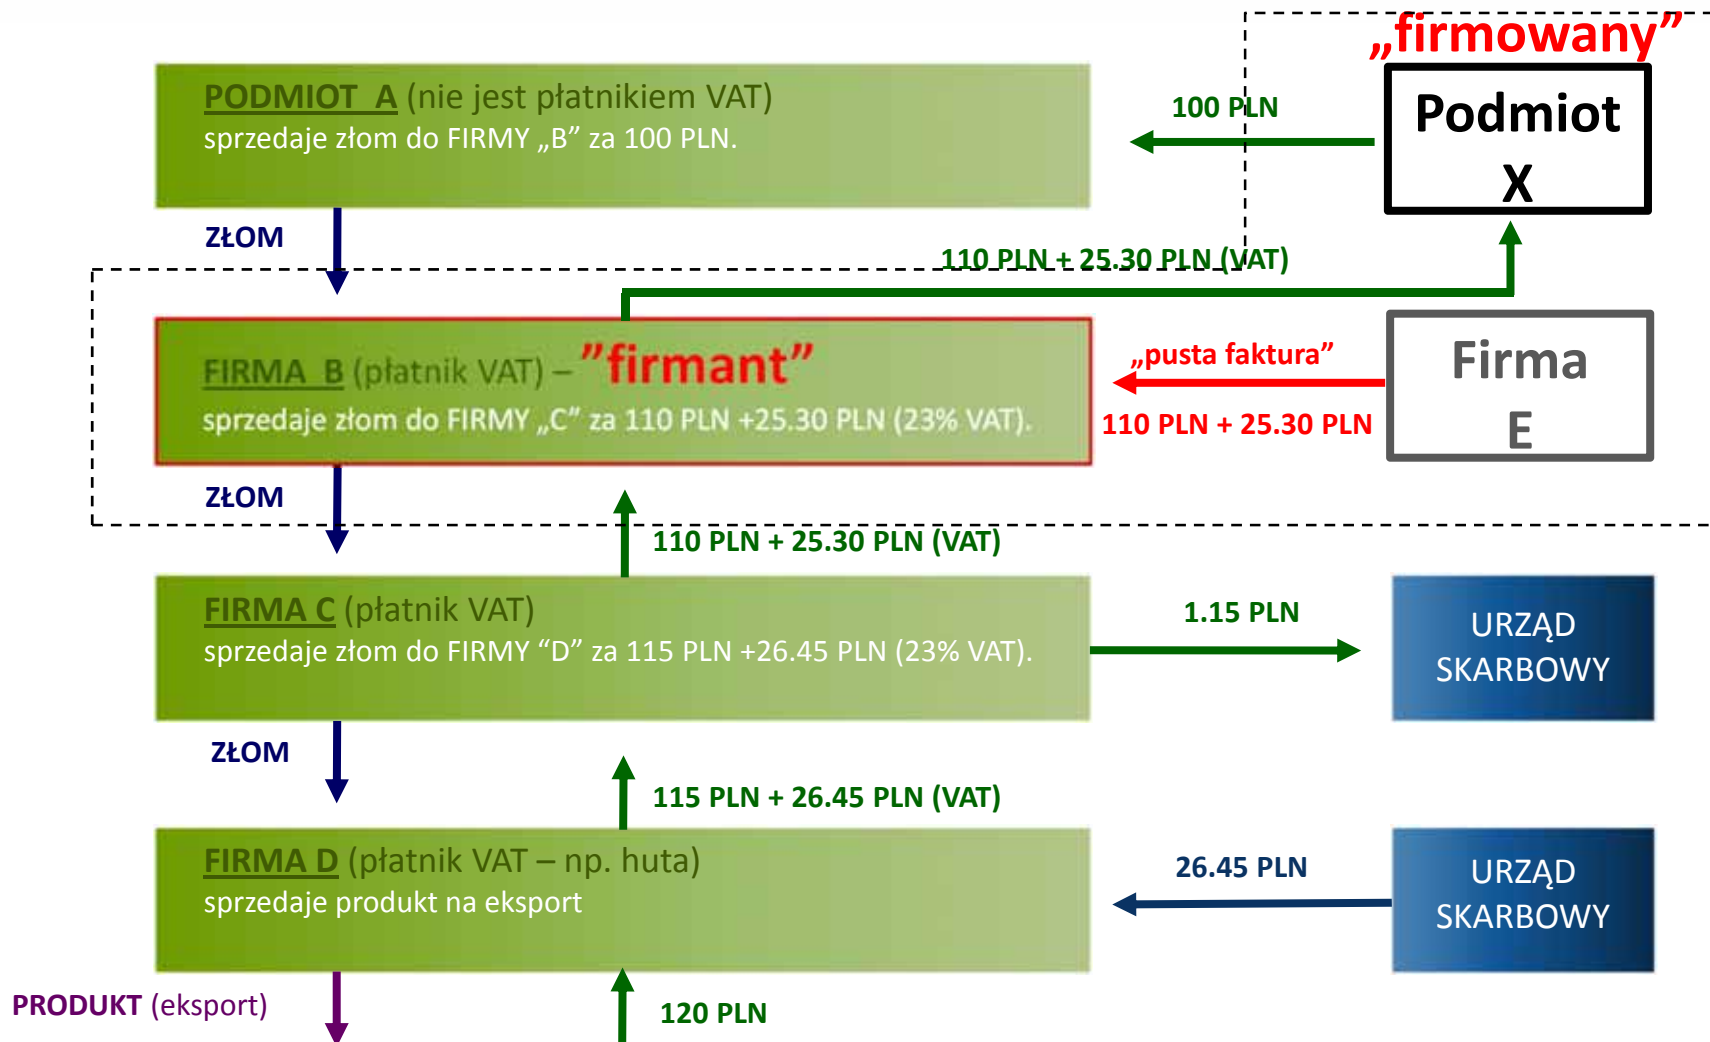 „firmowany”
PODMIOT A (nie jest płatnikiem VAT)
sprzedaje złom do FIRMY „B” za 100 PLN.
100 PLN
Podmiot
X
ZŁOM
110 PLN + 25.30 PLN (VAT)
FIRMA B (płatnik VAT) – ”firmant”
sprzedaje złom do FIRMY „C” za 110 PLN +25.30 PLN (23% VAT).
„pusta faktura”
110 PLN + 25.30 PLN
Firma
E
ZŁOM
110 PLN + 25.30 PLN (VAT)
FIRMA C (płatnik VAT)
sprzedaje złom do FIRMY “D” za 115 PLN +26.45 PLN (23% VAT).
1.15 PLN
URZĄD
SKARBOWY
ZŁOM
115 PLN + 26.45 PLN (VAT)
FIRMA D (płatnik VAT – np. huta)
sprzedaje produkt na eksport
26.45 PLN
URZĄD
SKARBOWY
PRODUKT (eksport)
120 PLN